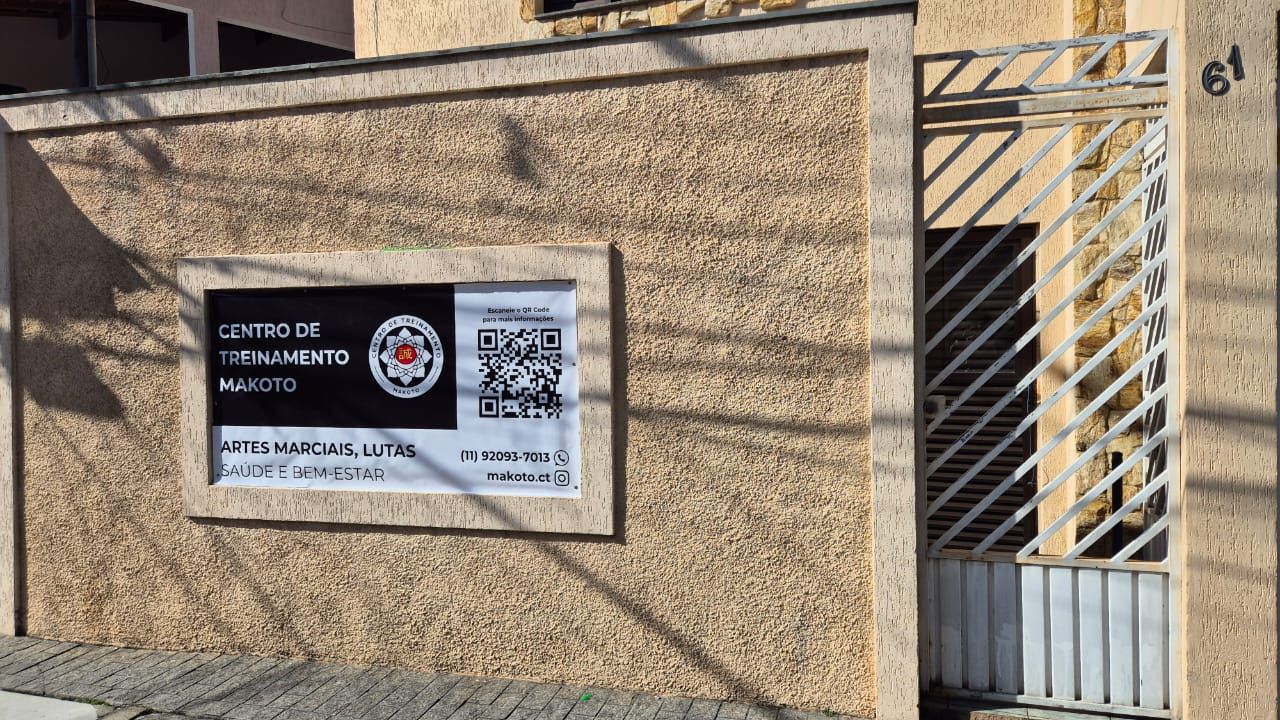 CENTRO DE
TREINAMENTO
MAKOTO
CENTRO DE TREINAMENTO
MAKOTO
誠
Escaneie o QR Code
para mais informações
ARTES MARCIAIS, LUTAS
SAÚDE E BEM-ESTAR
(11) 92093-7013
makoto.ct
61